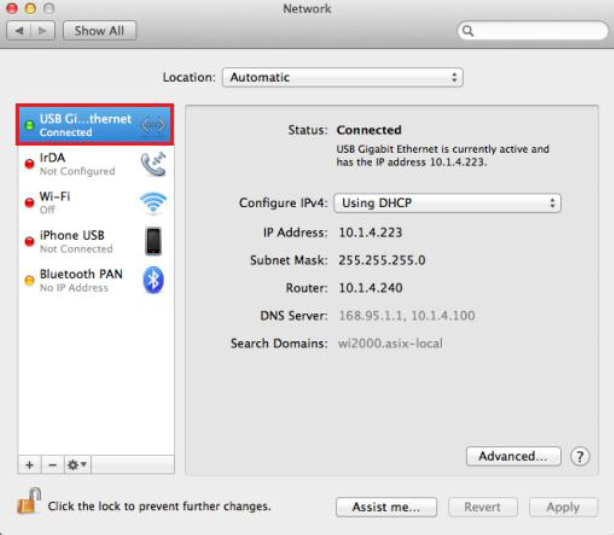 Network
Show All
Location: Automatic
USB Gi...thernet
Connected
IrDA
Not Configured
Wi-Fi
Off
iPhone USB
Not Connected
Bluetooth PAN
No IP Address
Status: Connected
USB Gigabit Ethernet is currently active and
has the IP address 10.1.4.223.
Configure IPv4: Using DHCP
IP Address: 10.1.4.223
Subnet Mask: 255.255.255.0
Router: 10.1.4.240
DNS Server: 168.95.1.1, 10.1.4.100
Search Domains: wi2000.asix-local
Advanced... ?
+ −
Click the lock to prevent further changes.
Assist me... Revert Apply